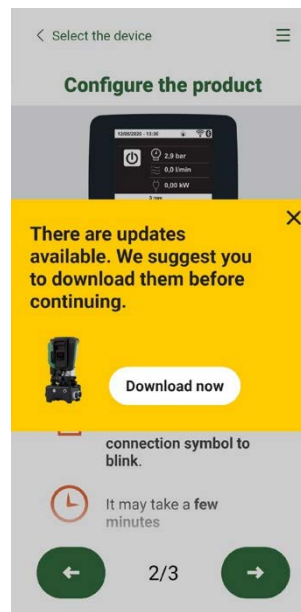 Select the device
Configure the product
12/05/2020 - 13:30
2,9 bar
0,0 l/min
0,00 kW
There are updates
available. We suggest you
to download them before
continuing.
Download now
connection symbol to
blink.
It may take a few
minutes
2/3